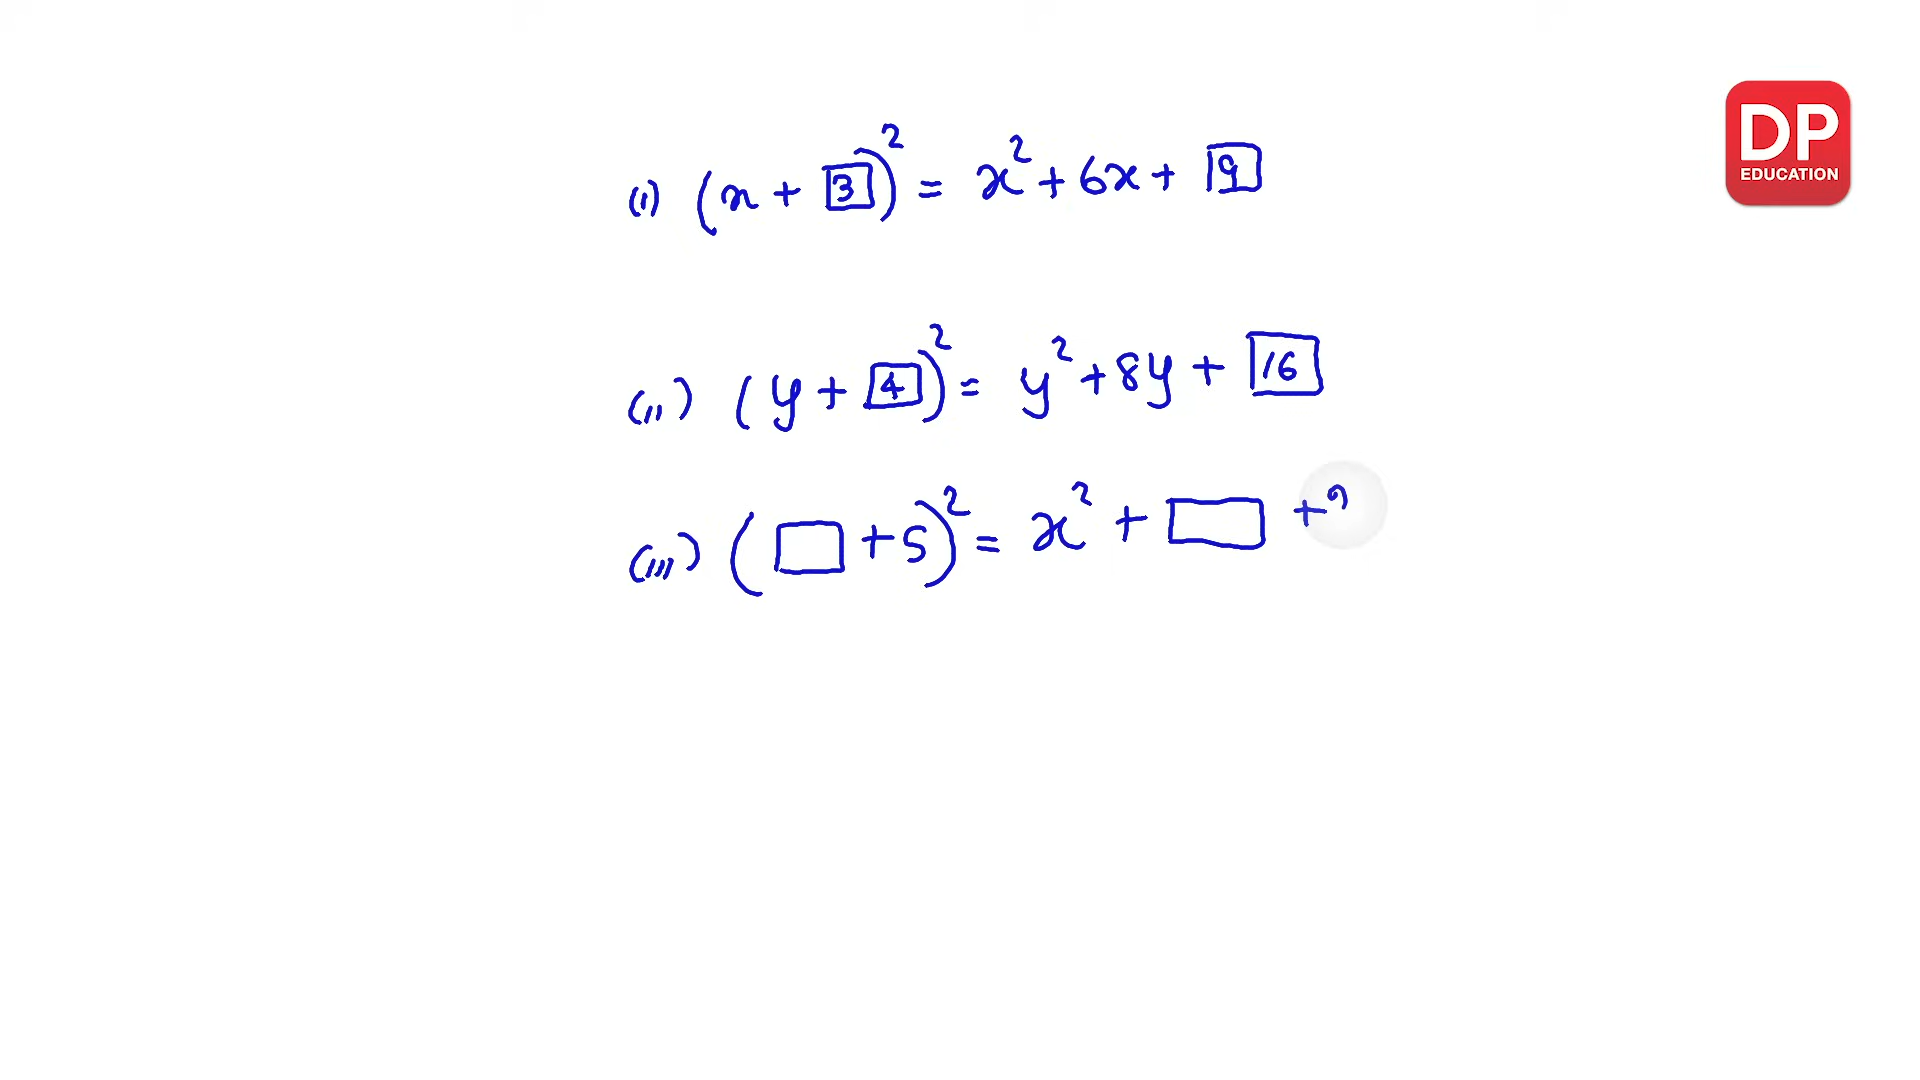 DP
EDUCATION
(i) (x + 3)² = x² + 6x + 9
(ii) (y + 4)² = y² + 8y + 16
(iii) (□ + 5)² = x² + □ +